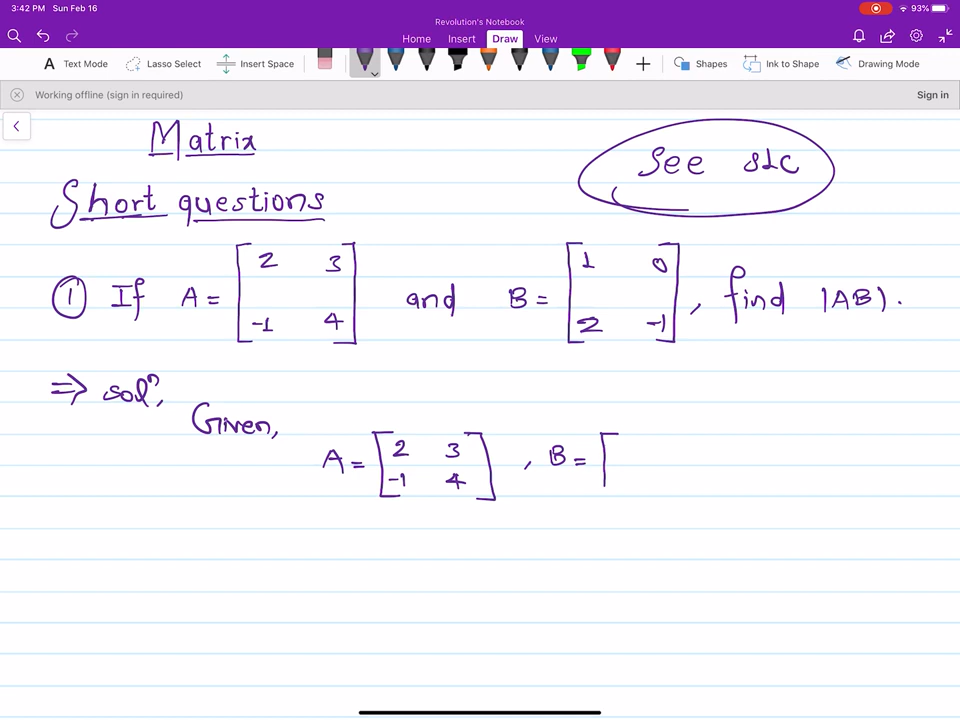 3:42 PM Sun Feb 16
93%
Revolution's Notebook
Home Insert Draw View
Text Mode Lasso Select Insert Space Shapes Ink to Shape Drawing Mode
Working offline (sign in required) Sign in
Matrix
See slc
Short questions
① If A = [2 3 -1 4] and B = [1 0 2 -1], find |AB|.
=> solⁿ,
Given,
A = [2 3 -1 4], B = [